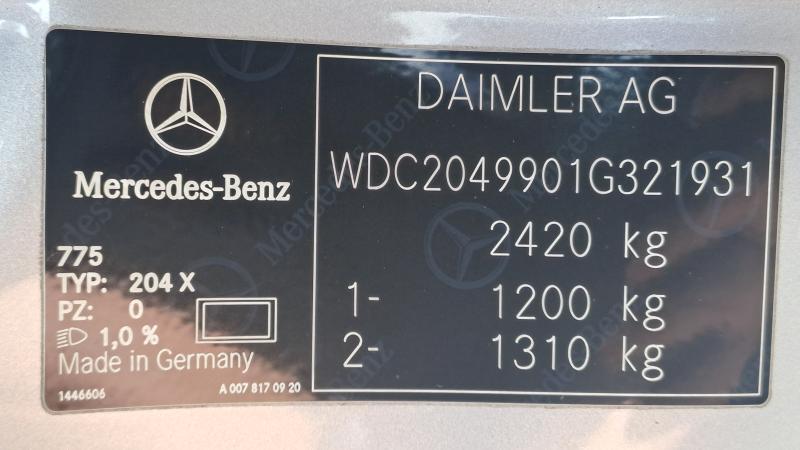 Mercedes-Benz
775
TYP: 204 X
PZ: 0
1,0 %
Made in Germany
1446606
A 007 817 09 20
DAIMLER AG
WDC2049901G321931
2420 kg
1- 1200 kg
2- 1310 kg